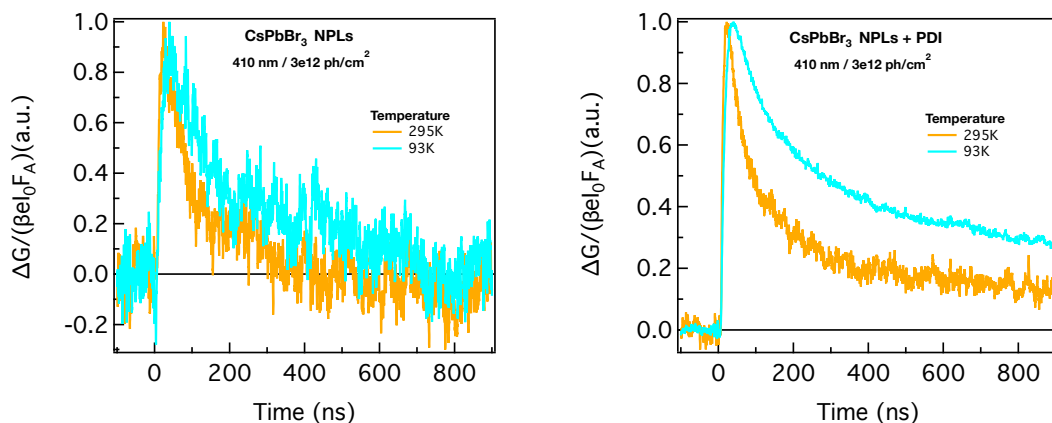 CsPbBr₃ NPLs
410 nm / 3e12 ph/cm²
Temperature
295K
93K
ΔG/(βeI₀F_A)(a.u.)
1.0
0.8
0.6
0.4
0.2
0.0
-0.2
0 200 400 600 800
Time (ns)
CsPbBr₃ NPLs + PDI
410 nm / 3e12 ph/cm²
Temperature
295K
93K
ΔG/(βeI₀F_A)(a.u.)
1.0
0.8
0.6
0.4
0.2
0.0
0 200 400 600 800
Time (ns)